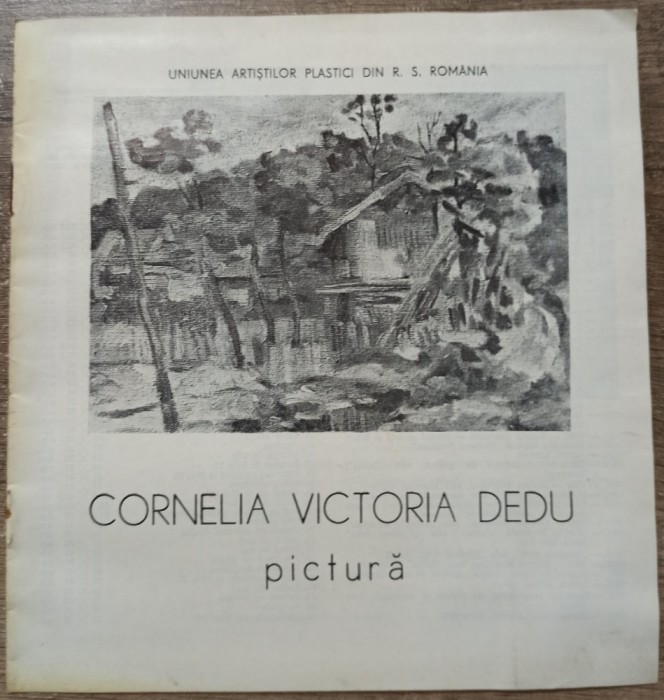 UNIUNEA ARTIȘTILOR PLASTICI DIN R. S. ROMÂNIA
CORNELIA VICTORIA DEDU
pictură